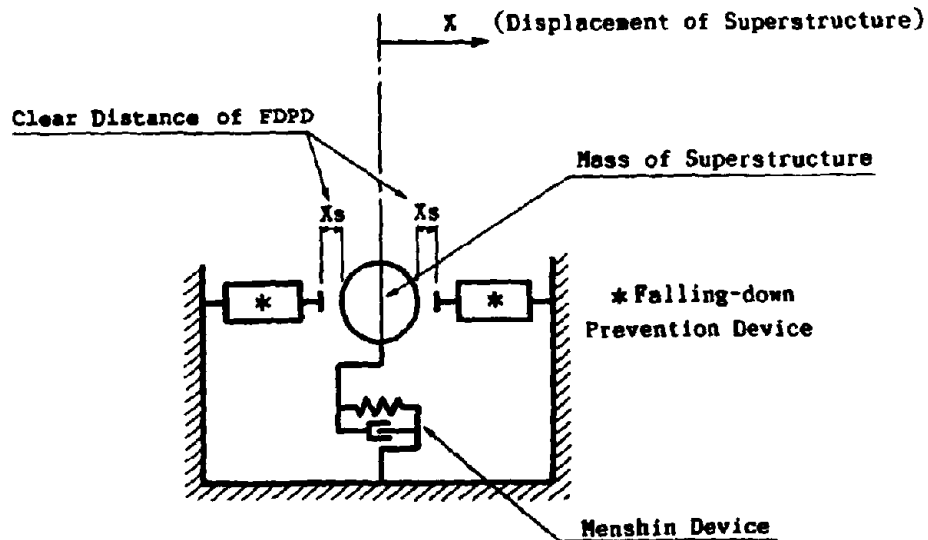 X (Displacement of Superstructure)
Clear Distance of FDPD
Mass of Superstructure
Xs Xs
* *
* Falling-down
Prevention Device
Menshin Device